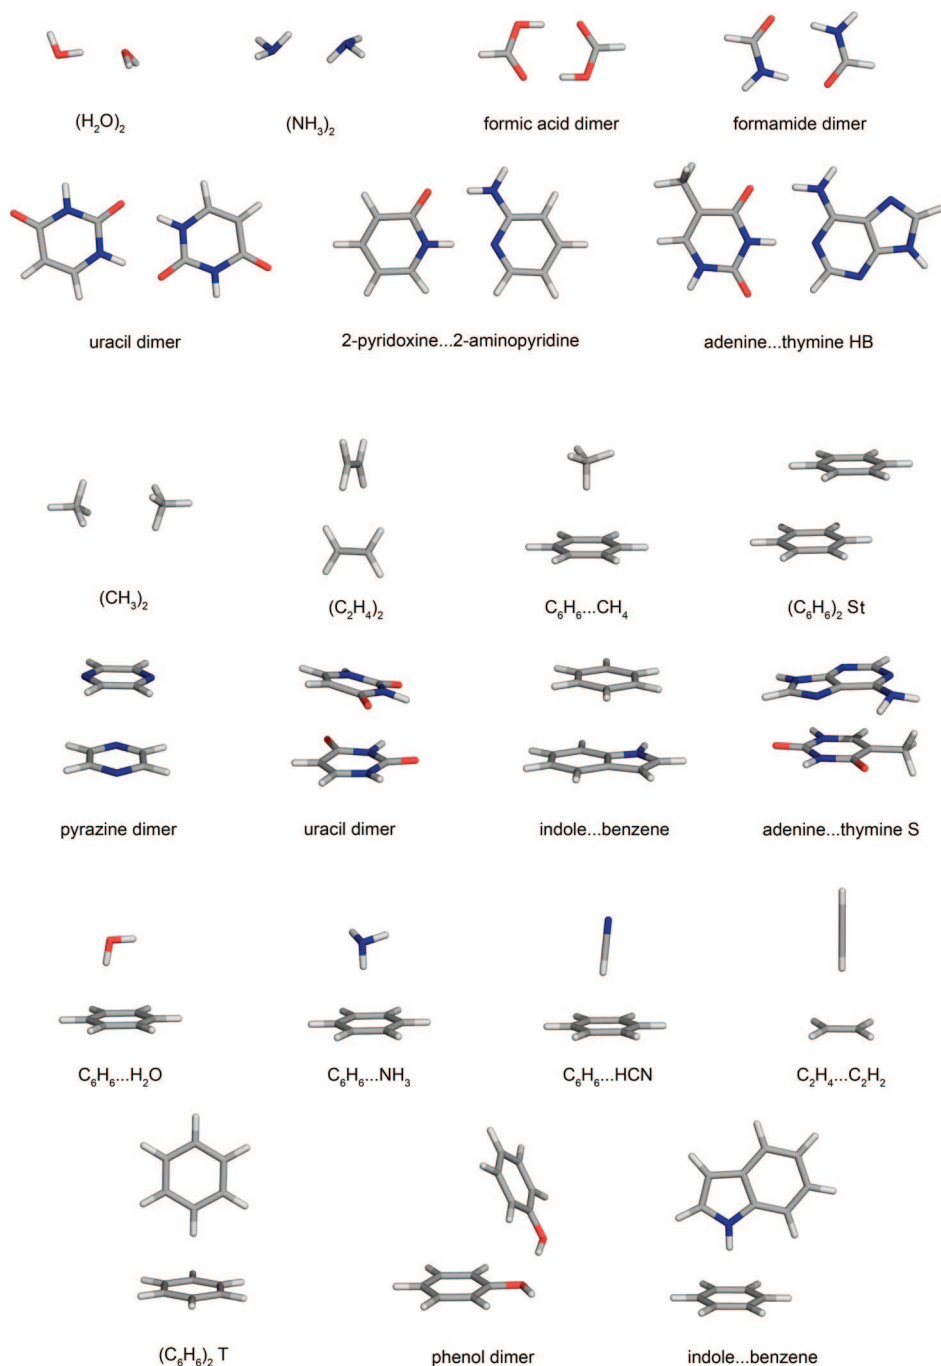 (H₂O)₂
(NH₃)₂
formic acid dimer
formamide dimer
uracil dimer
2-pyridoxine...2-aminopyridine
adenine...thymine HB
(CH₃)₂
(C₂H₄)₂
C₆H₆...CH₄
(C₆H₆)₂ St
pyrazine dimer
uracil dimer
indole...benzene
adenine...thymine S
C₆H₆...H₂O
C₆H₆...NH₃
C₆H₆...HCN
C₂H₄...C₂H₂
(C₆H₆)₂ T
phenol dimer
indole...benzene